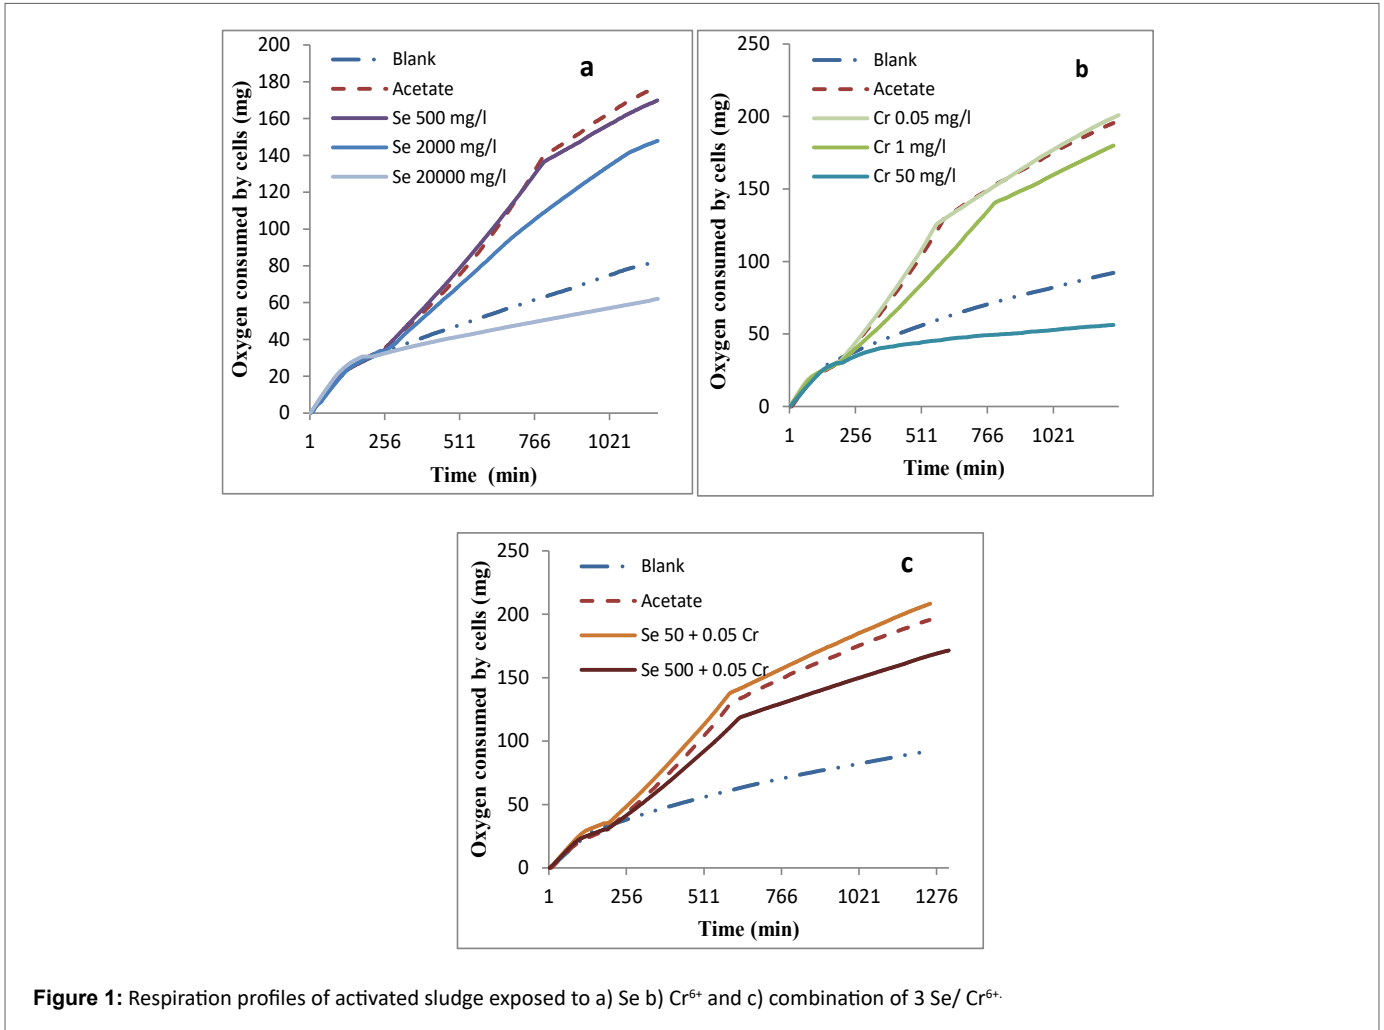 a
Oxygen consumed by cells (mg)
200
180
160
140
120
100
80
60
40
20
0
Blank
Acetate
Se 500 mg/l
Se 2000 mg/l
Se 20000 mg/l
1 256 511 766 1021
Time (min)
b
Oxygen consumed by cells (mg)
250
200
150
100
50
0
Blank
Acetate
Cr 0.05 mg/l
Cr 1 mg/l
Cr 50 mg/l
1 256 511 766 1021
Time (min)
c
Oxygen consumed by cells (mg)
250
200
150
100
50
0
Blank
Acetate
Se 50 + 0.05 Cr
Se 500 + 0.05 Cr
1 256 511 766 1021 1276
Time (min)
Figure 1: Respiration profiles of activated sludge exposed to a) Se b) Cr⁶⁺ and c) combination of 3 Se/ Cr⁶⁺·